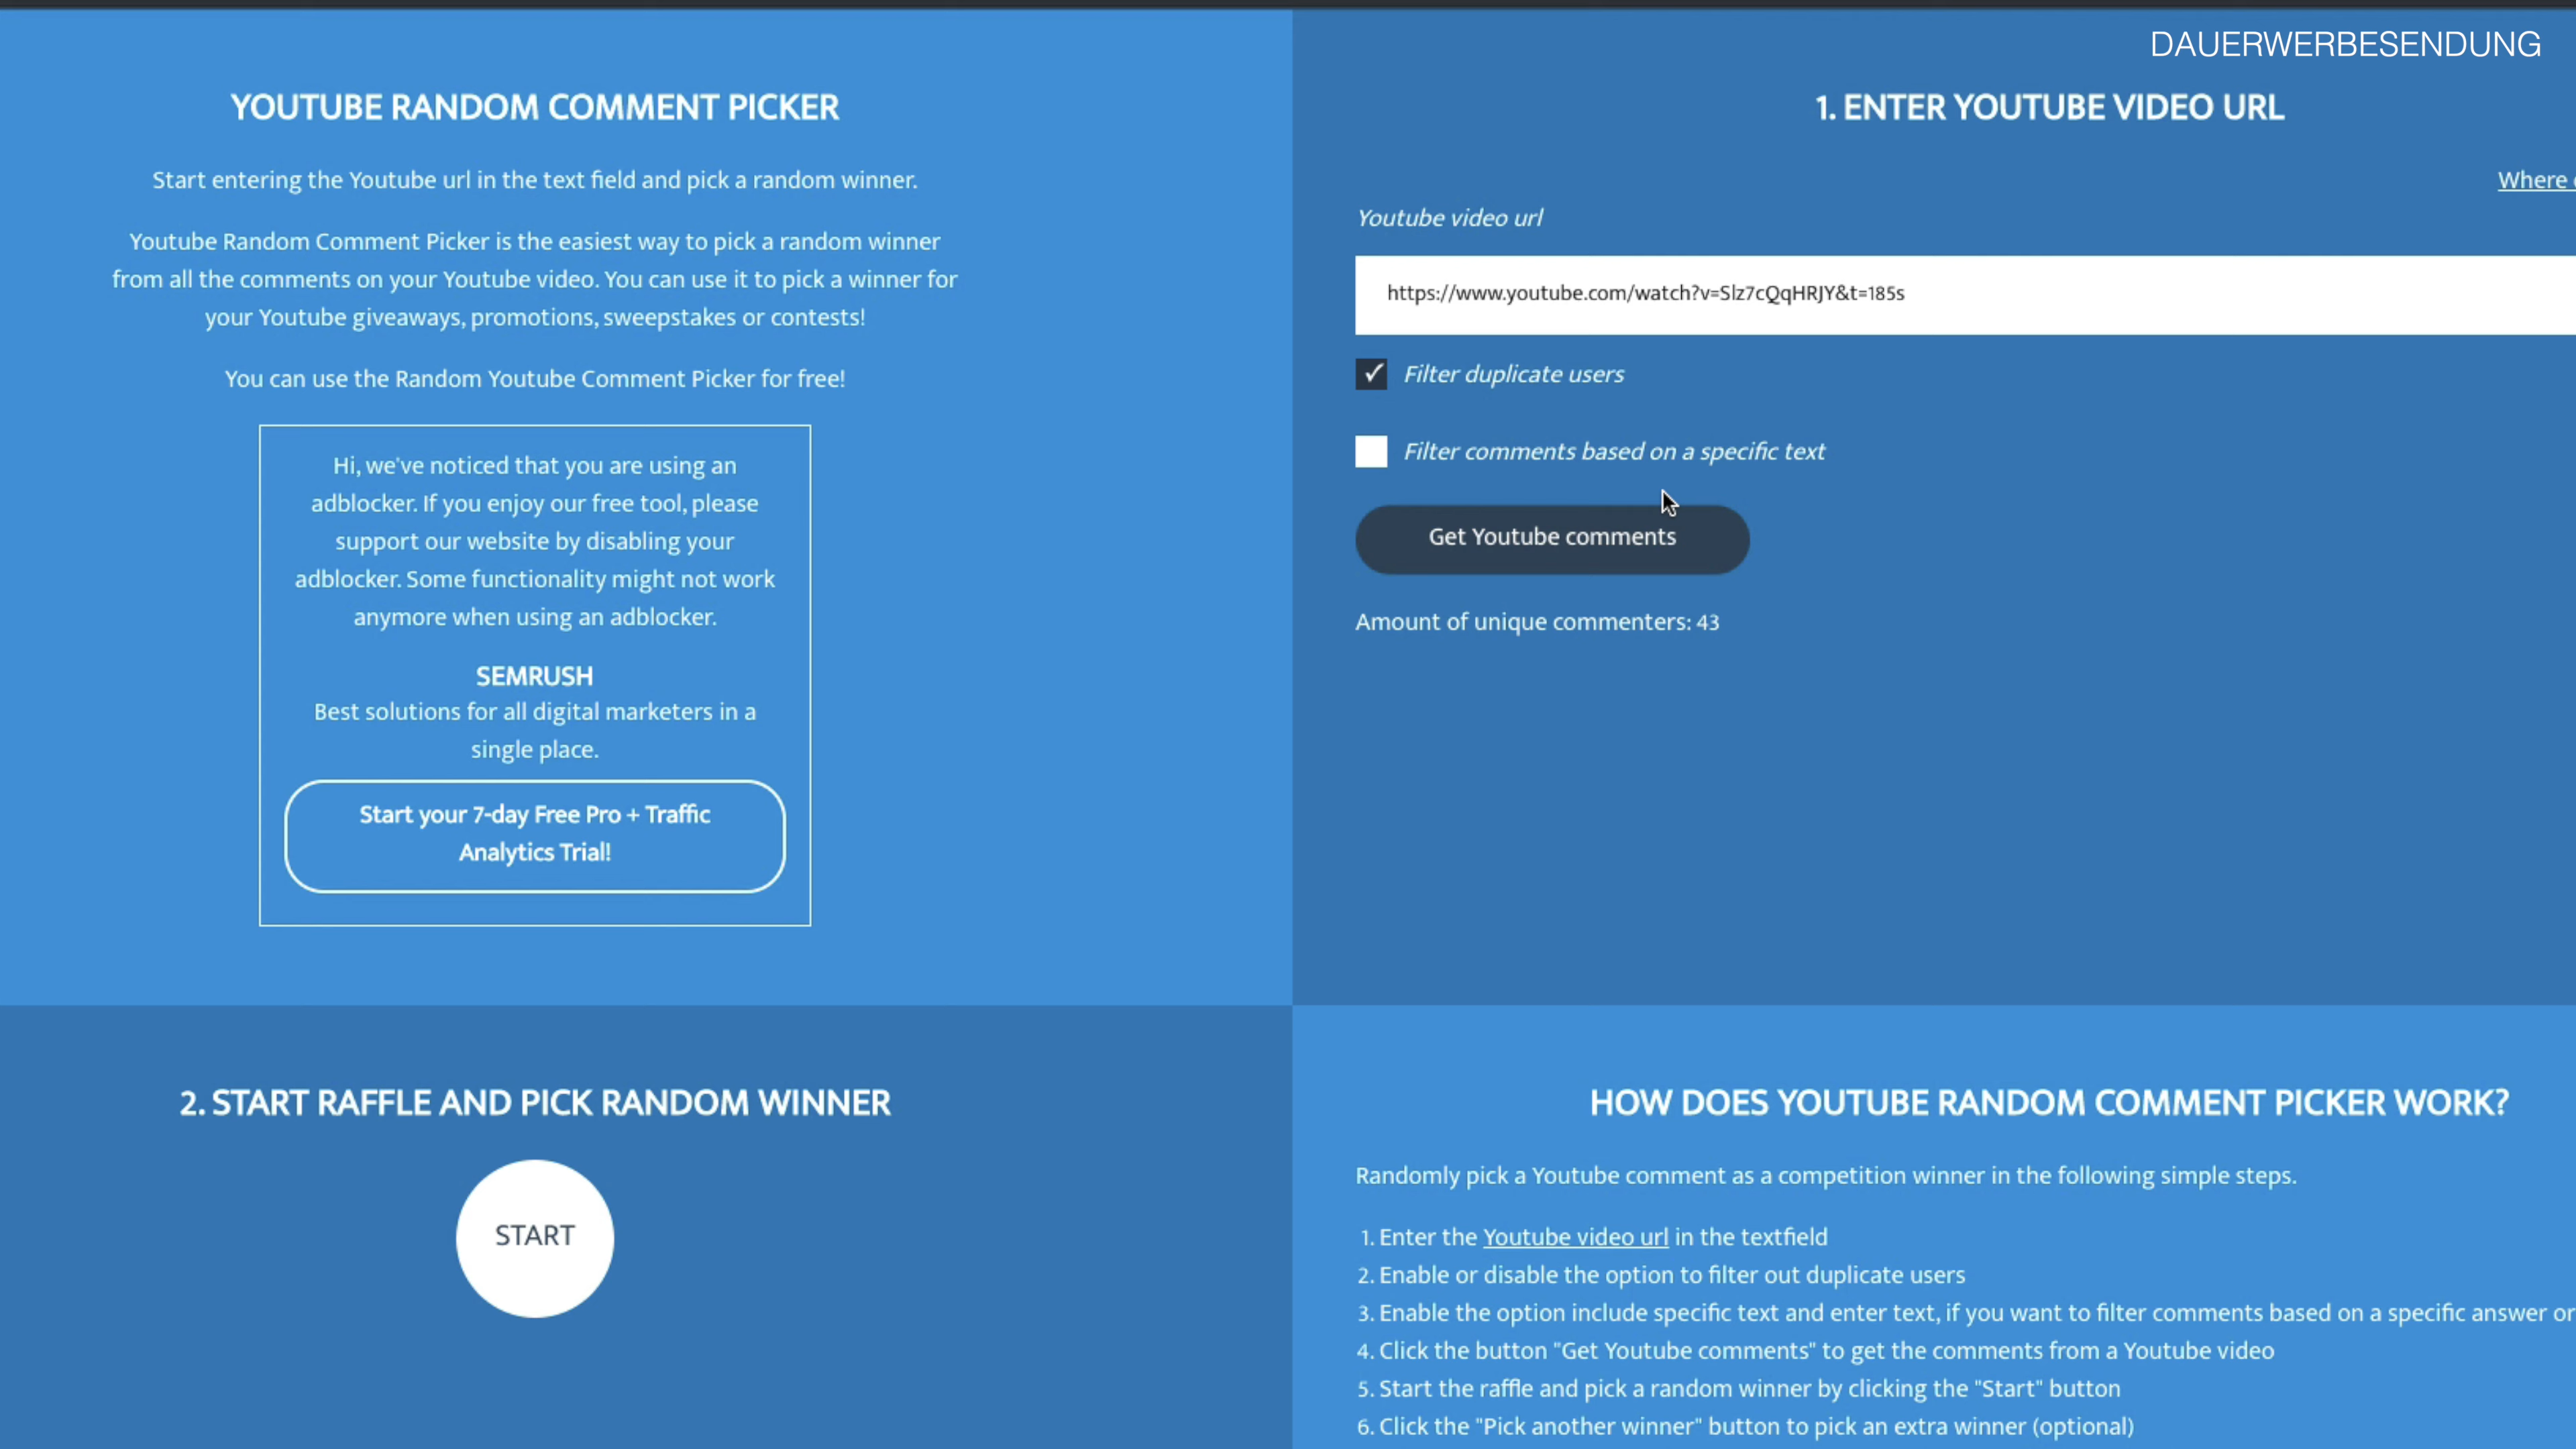 DAUERWERBESENDUNG
YOUTUBE RANDOM COMMENT PICKER
Start entering the Youtube url in the text field and pick a random winner.
Youtube Random Comment Picker is the easiest way to pick a random winner
from all the comments on your Youtube video. You can use it to pick a winner for
your Youtube giveaways, promotions, sweepstakes or contests!
You can use the Random Youtube Comment Picker for free!
Hi, we've noticed that you are using an
adblocker. If you enjoy our free tool, please
support our website by disabling your
adblocker. Some functionality might not work
anymore when using an adblocker.
SEMRUSH
Best solutions for all digital marketers in a
single place.
Start your 7-day Free Pro + Traffic
Analytics Trial!
1. ENTER YOUTUBE VIDEO URL
Where
Youtube video url
https://www.youtube.com/watch?v=Slz7cQqHRJY&t=185s
Filter duplicate users
Filter comments based on a specific text
Get Youtube comments
Amount of unique commenters: 43
2. START RAFFLE AND PICK RANDOM WINNER
START
HOW DOES YOUTUBE RANDOM COMMENT PICKER WORK?
Randomly pick a Youtube comment as a competition winner in the following simple steps.
1. Enter the Youtube video url in the textfield
2. Enable or disable the option to filter out duplicate users
3. Enable the option include specific text and enter text, if you want to filter comments based on a specific answer or
4. Click the button "Get Youtube comments" to get the comments from a Youtube video
5. Start the raffle and pick a random winner by clicking the "Start" button
6. Click the "Pick another winner" button to pick an extra winner (optional)